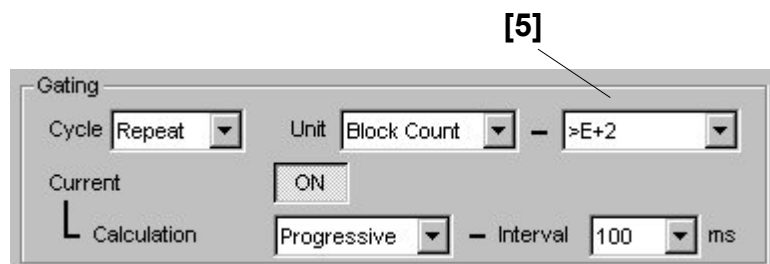 [5]
Gating
Cycle Repeat Unit Block Count – >E+2
Current ON
Calculation Progressive – Interval 100 ms